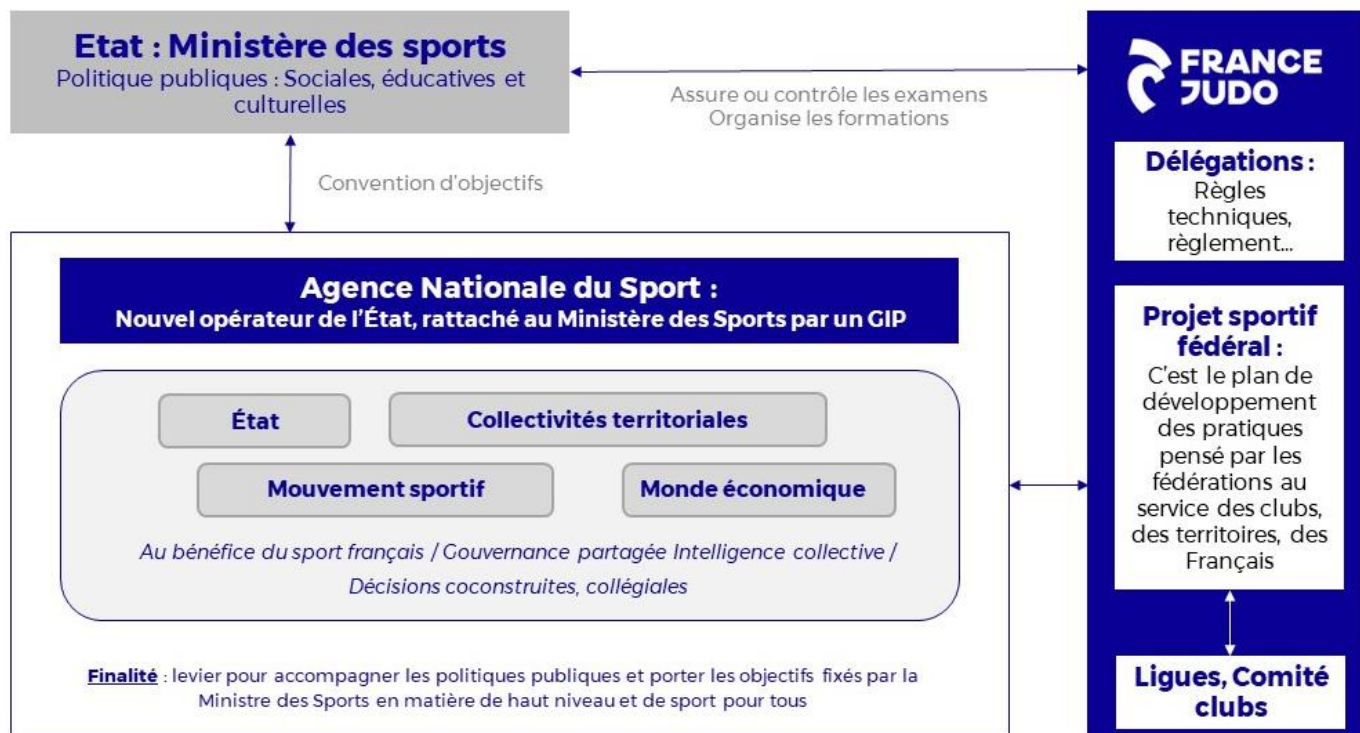 Etat : Ministère des sports
Politique publiques : Sociales, éducatives et
culturelles
Assure ou contrôle les examens
Organise les formations
Convention d'objectifs
Agence Nationale du Sport :
Nouvel opérateur de l'État, rattaché au Ministère des Sports par un GIP
État
Collectivités territoriales
Mouvement sportif
Monde économique
Au bénéfice du sport français / Gouvernance partagée Intelligence collective /
Décisions coconstruites, collégiales
Finalité : levier pour accompagner les politiques publiques et porter les objectifs fixés par la
Ministre des Sports en matière de haut niveau et de sport pour tous
FRANCE
JUDO
Délégations :
Règles
techniques,
règlement...
Projet sportif
fédéral :
C'est le plan de
développement
des pratiques
pensé par les
fédérations au
service des clubs,
des territoires, des
Français
Ligues, Comité
clubs